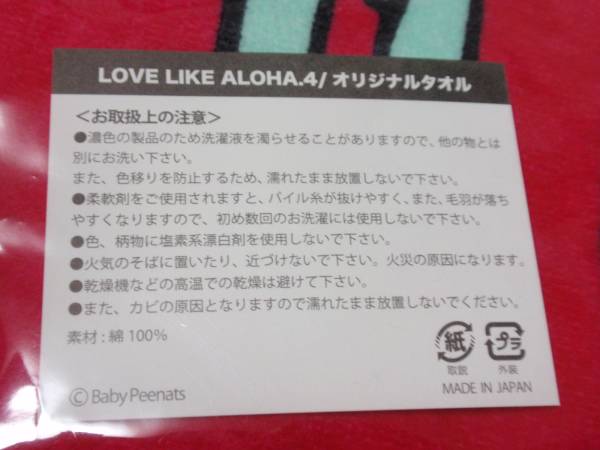 LOVE LIKE ALOHA.4/ オリジナルタオル
＜お取扱上の注意＞
●濃色の製品のため洗濯液を濁らせることがありますので、他の物とは
別にお洗い下さい。
また、色移りを防止するため、濡れたまま放置しないで下さい。
●柔軟剤をご使用されますと、パイル糸が抜けやすく、また、毛羽が落ち
やすくなりますので、初め数回のお洗濯には使用しないで下さい。
●色、柄物に塩素系漂白剤を使用しないで下さい。
●火気のそばに置いたり、近づけないで下さい。火災の原因になります。
●乾燥機などの高温での乾燥は避けて下さい。
●また、カビの原因となりますので濡れたまま放置しないでください。
素材 : 綿 100%
紙 プラ
取説 外装
© Baby Peenats
MADE IN JAPAN